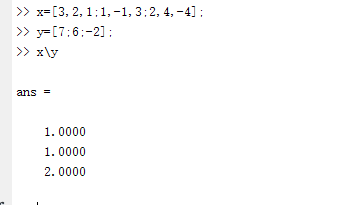 >> x=[3,2,1;1,-1,3;2,4,-4];
>> y=[7;6;-2];
>> x\y
ans =
1.0000
1.0000
2.0000